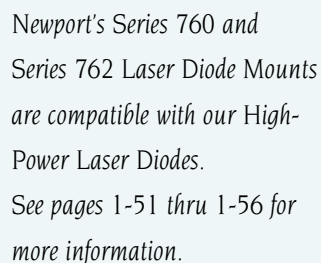 Newport's Series 760 and
Series 762 Laser Diode Mounts
are compatible with our High-
Power Laser Diodes.
See pages 1-51 thru 1-56 for
more information.